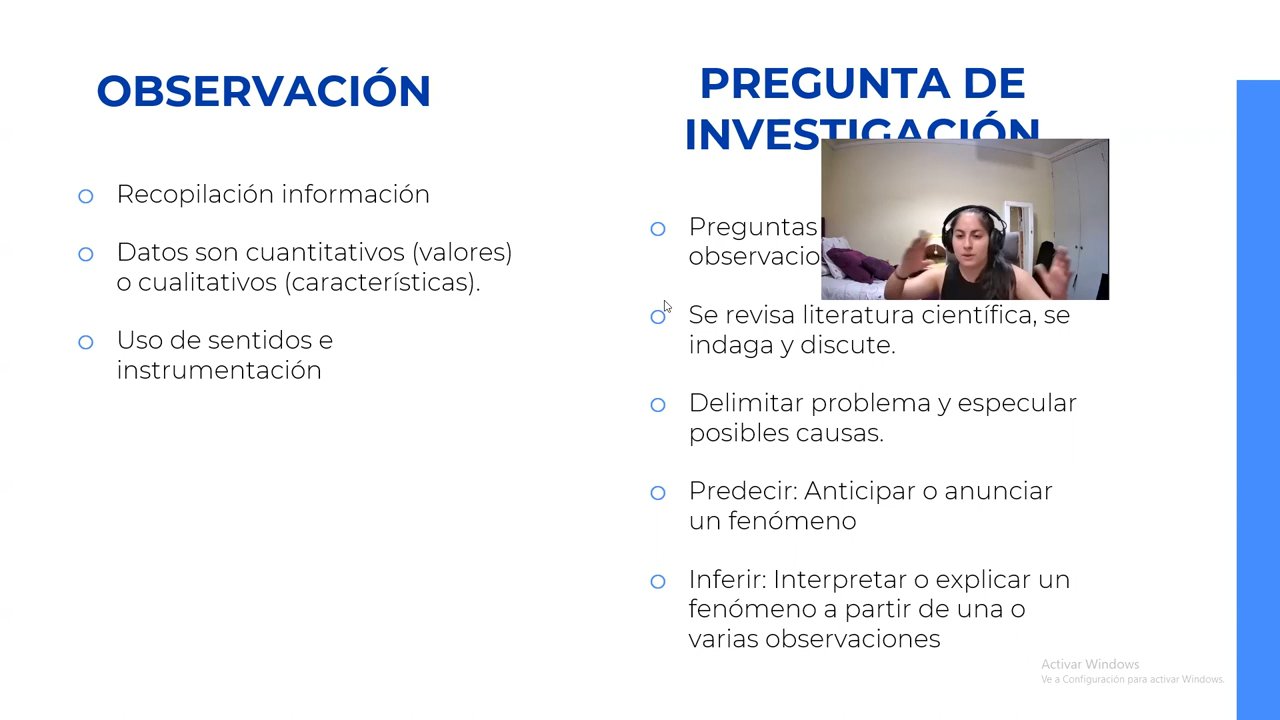 OBSERVACIÓN
Recopilación información
Datos son cuantitativos (valores)
o cualitativos (características).
Uso de sentidos e
instrumentación
PREGUNTA DE
INVESTIGACIÓN
Preguntas
Se revisa literatura científica, se
indaga y discute.
Delimitar problema y especular
posibles causas.
Predecir: Anticipar o anunciar
un fenómeno
Inferir: Interpretar o explicar un
fenómeno a partir de una o
varias observaciones
Activar Windows
Ve a Configuración para activar Windows.